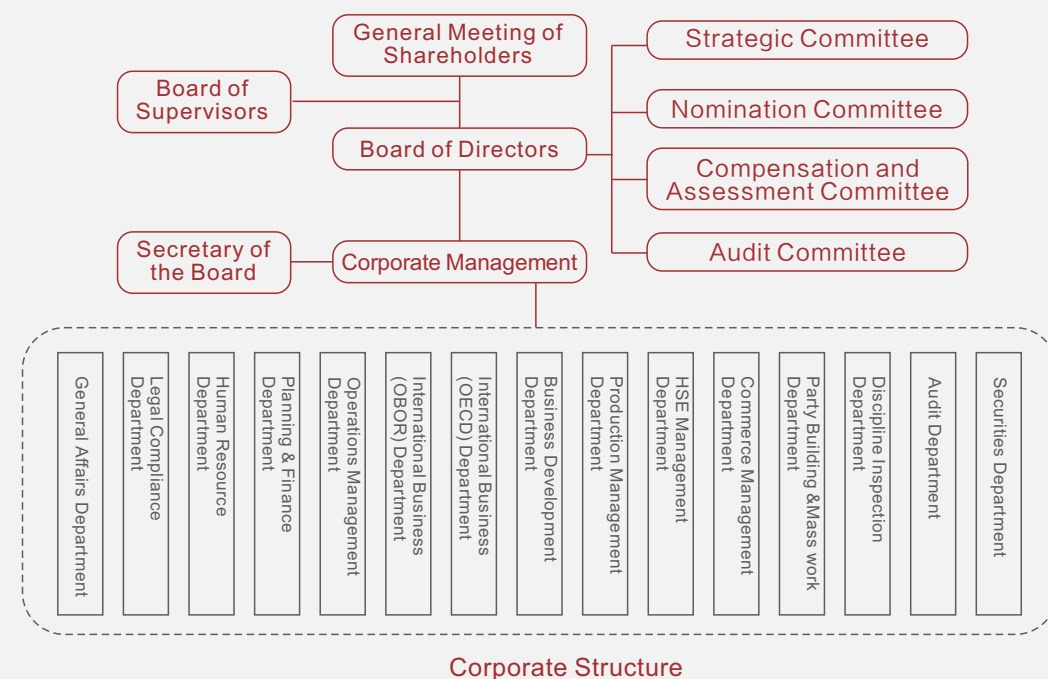 General Meeting of
Shareholders
Strategic Committee
Board of
Supervisors
Nomination Committee
Board of Directors
Compensation and
Assessment Committee
Secretary of
the Board
Corporate Management
Audit Committee
General Affairs Department
Legal Compliance
Department
Human Resource
Department
Planning & Finance
Department
Operations Management
Department
International Business
(OBOR) Department
International Business
(OECD) Department
Business Development
Department
Production Management
Department
HSE Management
Department
Commerce Management
Department
Party Building &Mass work
Department
Discipline Inspection
Department
Audit Department
Securities Department
Corporate Structure